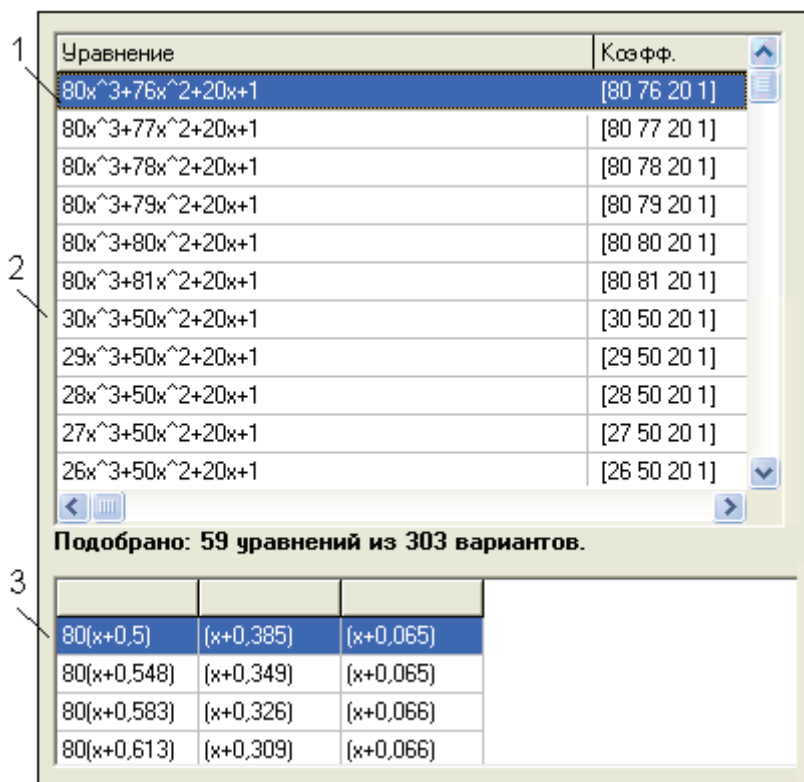 1
Уравнение Коэфф.
80x^3+76x^2+20x+1 [80 76 20 1]
80x^3+77x^2+20x+1 [80 77 20 1]
80x^3+78x^2+20x+1 [80 78 20 1]
80x^3+79x^2+20x+1 [80 79 20 1]
80x^3+80x^2+20x+1 [80 80 20 1]
2
80x^3+81x^2+20x+1 [80 81 20 1]
30x^3+50x^2+20x+1 [30 50 20 1]
29x^3+50x^2+20x+1 [29 50 20 1]
28x^3+50x^2+20x+1 [28 50 20 1]
27x^3+50x^2+20x+1 [27 50 20 1]
26x^3+50x^2+20x+1 [26 50 20 1]
Подобрано: 59 уравнений из 303 вариантов.
3
80(x+0,5) (x+0,385) (x+0,065)
80(x+0,548) (x+0,349) (x+0,065)
80(x+0,583) (x+0,326) (x+0,066)
80(x+0,613) (x+0,309) (x+0,066)